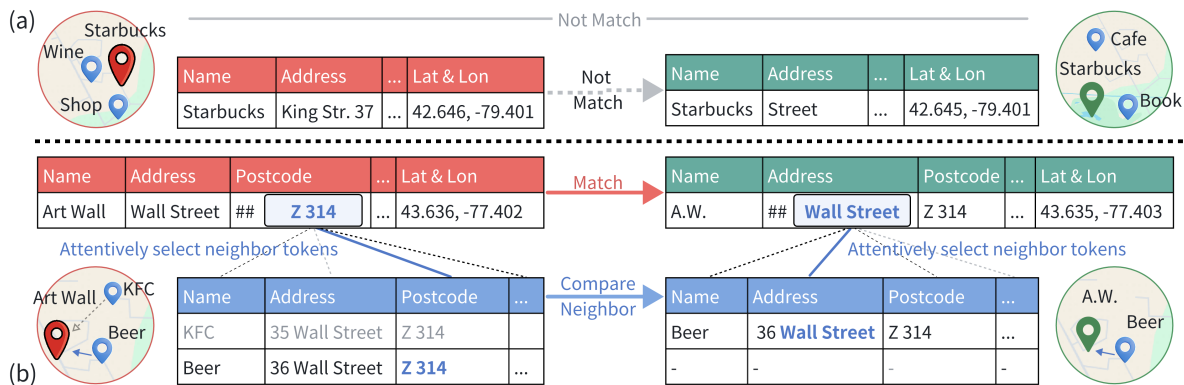 (a)
Not Match
Starbucks
Wine
Shop
Name Address ... Lat & Lon
Starbucks King Str. 37 ... 42.646, -79.401
Not
Match
Name Address ... Lat & Lon
Starbucks Street ... 42.645, -79.401
Cafe
Starbucks
Book
Name Address Postcode ... Lat & Lon
Art Wall Wall Street ## Z 314 ... 43.636, -77.402
Match
Name Address Postcode ... Lat & Lon
A.W. ## Wall Street Z 314 ... 43.635, -77.403
Attentively select neighbor tokens
Attentively select neighbor tokens
Art Wall
KFC
Beer
Name Address Postcode ...
KFC 35 Wall Street Z 314
Beer 36 Wall Street Z 314 ...
Compare
Neighbor
Name Address Postcode ...
Beer 36 Wall Street Z 314 ...
- - - -
A.W.
Beer
(b)